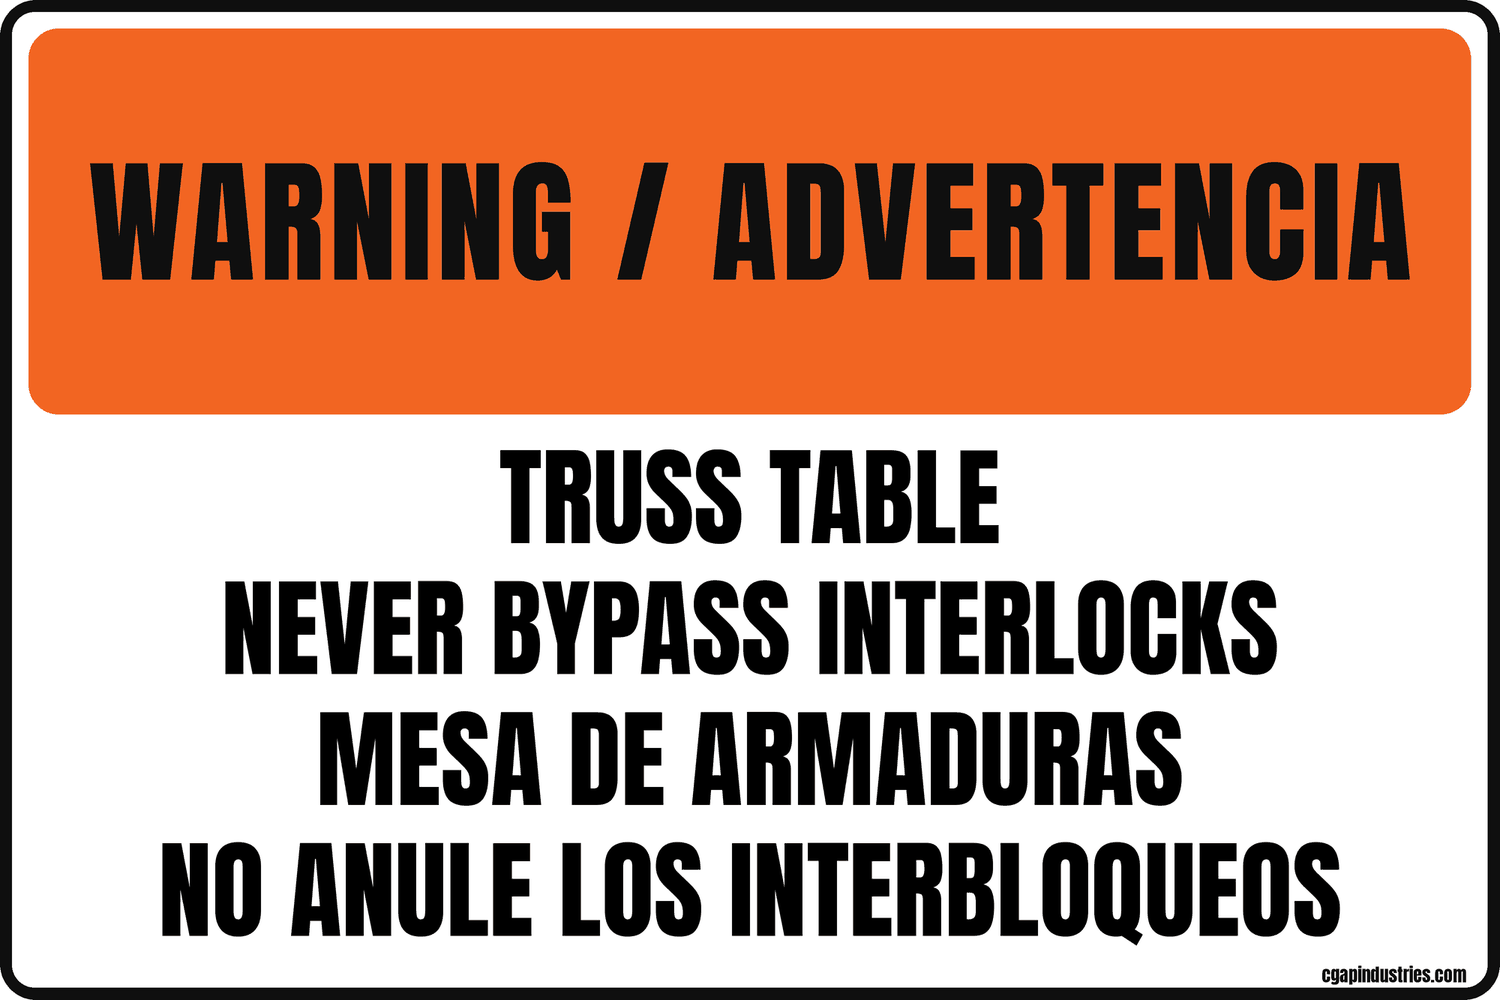 WARNING / ADVERTENCIA
TRUSS TABLE
NEVER BYPASS INTERLOCKS
MESA DE ARMADURAS
NO ANULE LOS INTERBLOQUEOS
cgapindustries.com